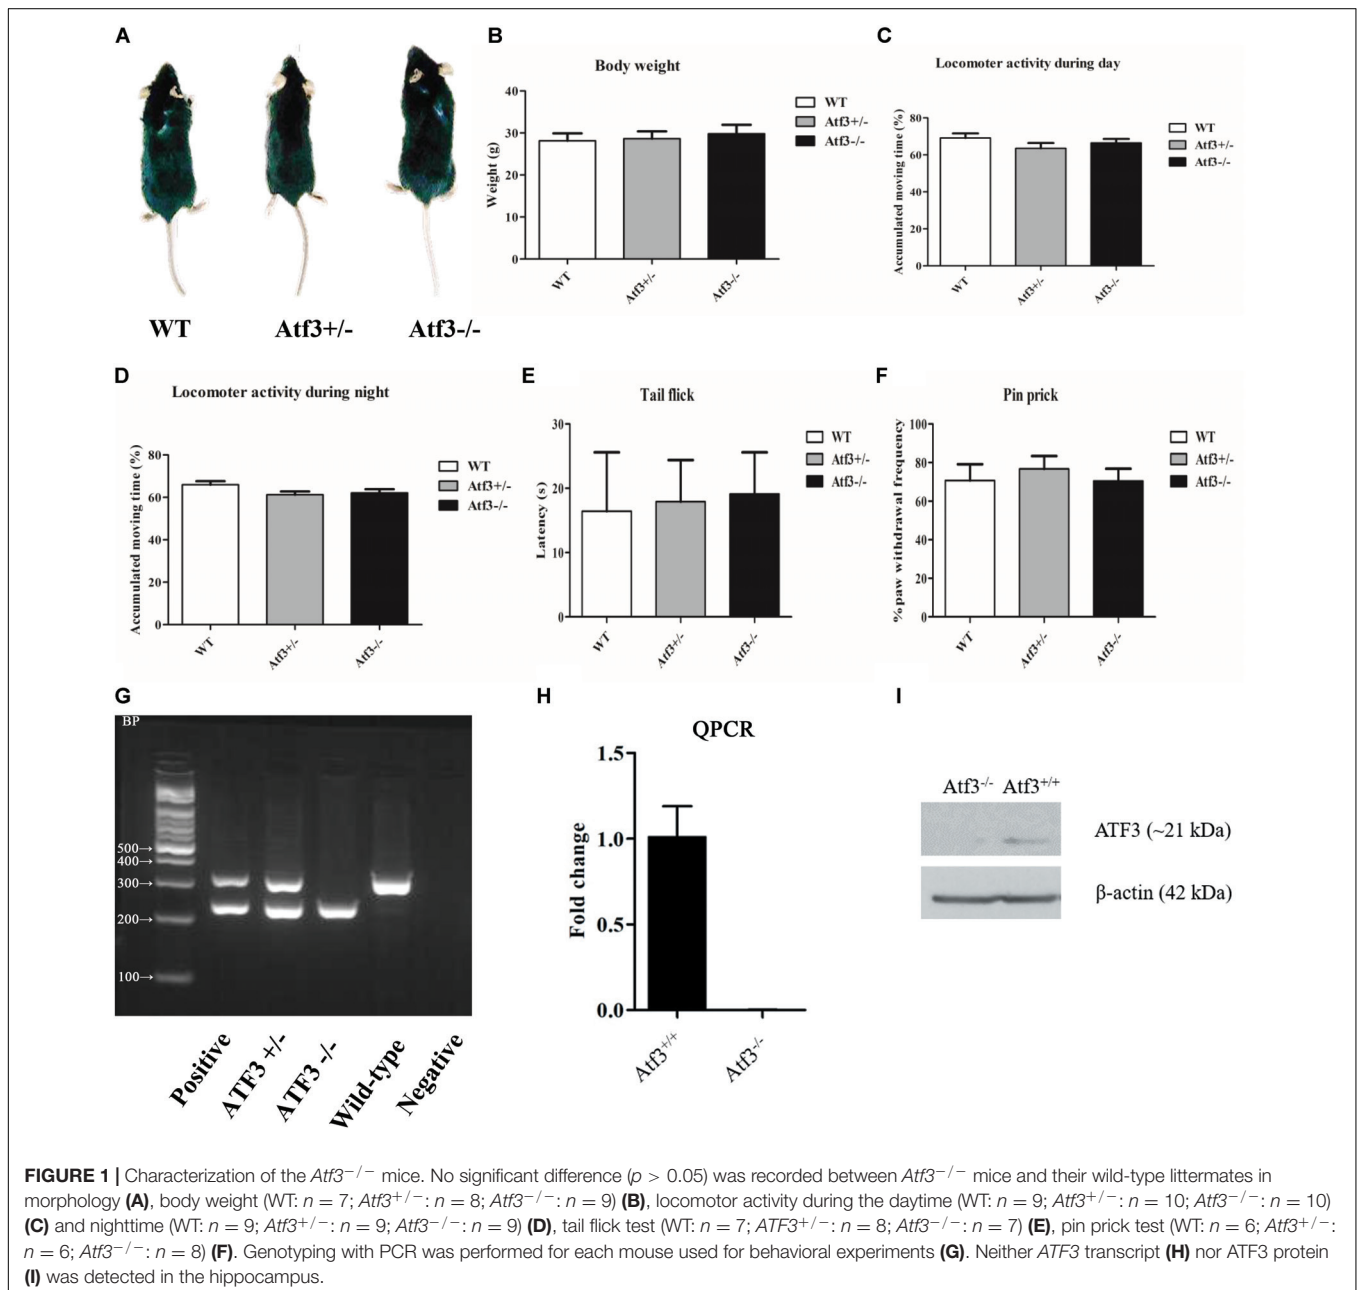 A
WT
Atf3+/-
Atf3-/-
B
Body weight
Weight (g)
40
30
20
10
0
WT
Atf3+/-
Atf3-/-
WT
Atf3+/-
Atf3-/-
C
Locomoter activity during day
Accumulated moving time (%)
80
60
40
20
0
WT
Atf3+/-
Atf3-/-
WT
Atf3+/-
Atf3-/-
D
Locomoter activity during night
Accumulated moving time (%)
80
60
40
20
0
WT
Atf3+/-
Atf3-/-
WT
Atf3+/-
Atf3-/-
E
Tail flick
Latency (s)
30
20
10
0
WT
Atf3+/-
Atf3-/-
WT
Atf3+/-
Atf3-/-
F
Pin prick
%paw withdrawal frequency
100
80
60
40
20
0
WT
Atf3+/-
Atf3-/-
WT
Atf3+/-
Atf3-/-
G
BP
500→
400→
300→
200→
100→
Positive
ATF3 +/-
ATF3 -/-
Wild-type
Negative
H
QPCR
Fold change
1.5
1.0
0.5
0.0
Atf3+/+
Atf3-/-
I
Atf3-/- Atf3+/+
ATF3 (~21 kDa)
β-actin (42 kDa)
FIGURE 1 | Characterization of the Atf3−/− mice. No significant difference (p > 0.05) was recorded between Atf3−/− mice and their wild-type littermates in
morphology (A), body weight (WT: n = 7; Atf3+/−: n = 8; Atf3−/−: n = 9) (B), locomotor activity during the daytime (WT: n = 9; Atf3+/−: n = 10; Atf3−/−: n = 10)
(C) and nighttime (WT: n = 9; Atf3+/−: n = 9; Atf3−/−: n = 9) (D), tail flick test (WT: n = 7; ATF3+/−: n = 8; Atf3−/−: n = 7) (E), pin prick test (WT: n = 6; Atf3+/−:
n = 6; Atf3−/−: n = 8) (F). Genotyping with PCR was performed for each mouse used for behavioral experiments (G). Neither ATF3 transcript (H) nor ATF3 protein
(I) was detected in the hippocampus.